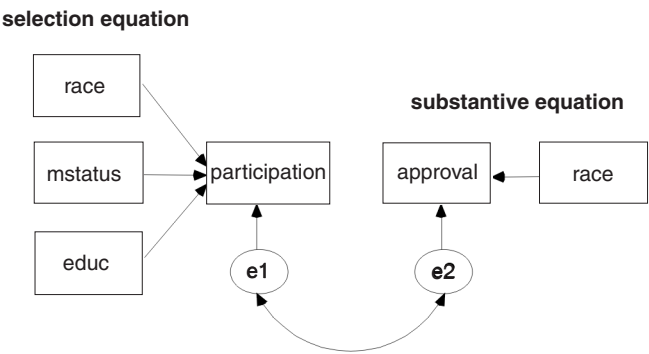 selection equation
race
substantive equation
mstatus
participation
approval
race
educ
e1
e2